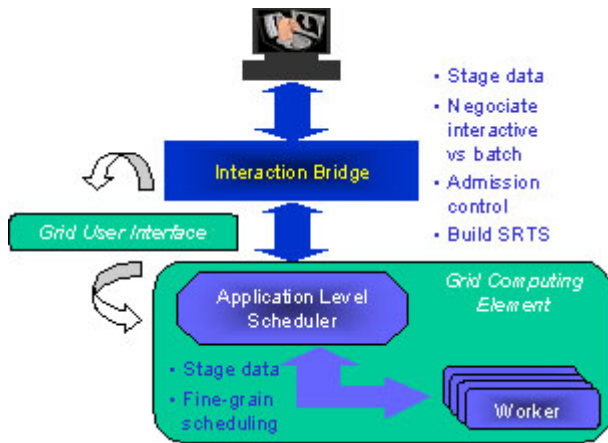 • Stage data
• Negociate
interactive
vs batch
• Admission
control
• Build SRTS
Interaction Bridge
Grid User Interface
Grid Computing
Element
Application Level
Scheduler
• Stage data
• Fine-grain
scheduling
Worker